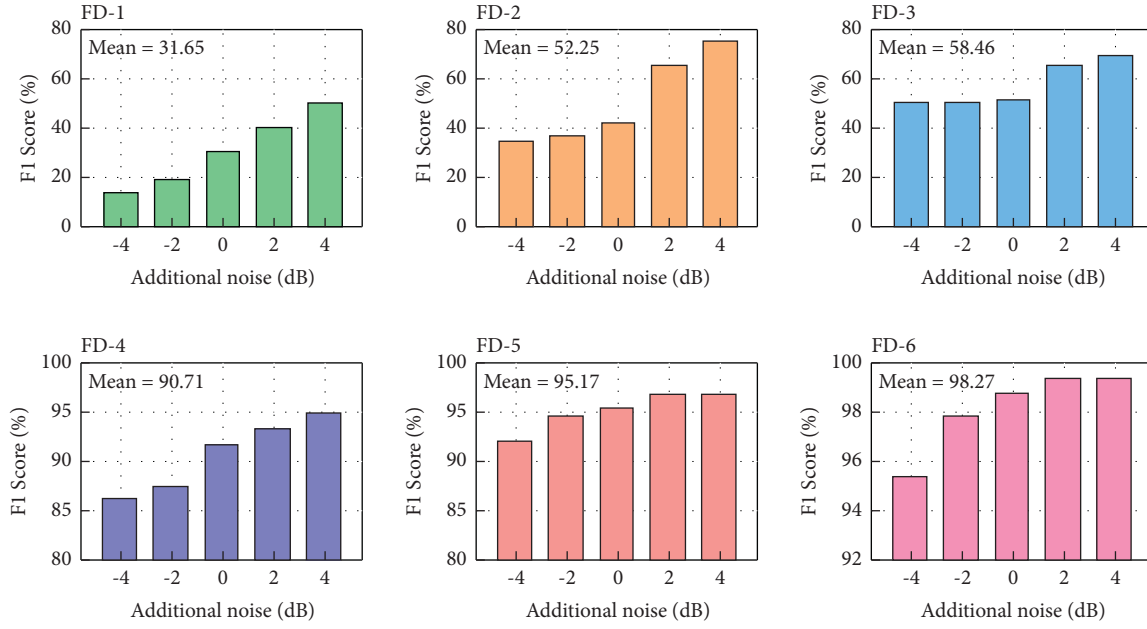 FD-1
Mean = 31.65
80
60
40
20
0
F1 Score (%)
-4 -2 0 2 4
Additional noise (dB)
FD-2
Mean = 52.25
80
60
40
20
0
F1 Score (%)
-4 -2 0 2 4
Additional noise (dB)
FD-3
Mean = 58.46
80
60
40
20
0
F1 Score (%)
-4 -2 0 2 4
Additional noise (dB)
FD-4
Mean = 90.71
100
95
90
85
80
F1 Score (%)
-4 -2 0 2 4
Additional noise (dB)
FD-5
Mean = 95.17
100
95
90
85
80
F1 Score (%)
-4 -2 0 2 4
Additional noise (dB)
FD-6
Mean = 98.27
100
98
96
94
92
F1 Score (%)
-4 -2 0 2 4
Additional noise (dB)